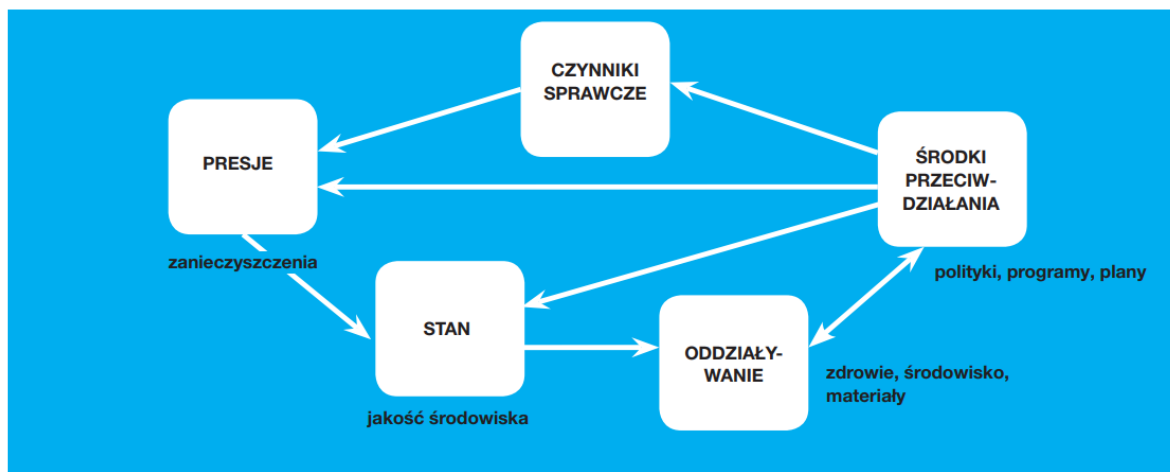 CZYNNIKI
SPRAWCZE
PRESJE
ŚRODKI
PRZECIW-
DZIAŁANIA
zanieczyszczenia
polityki, programy, plany
STAN
ODDZIAŁY-
WANIE
zdrowie, środowisko,
materiały
jakość środowiska